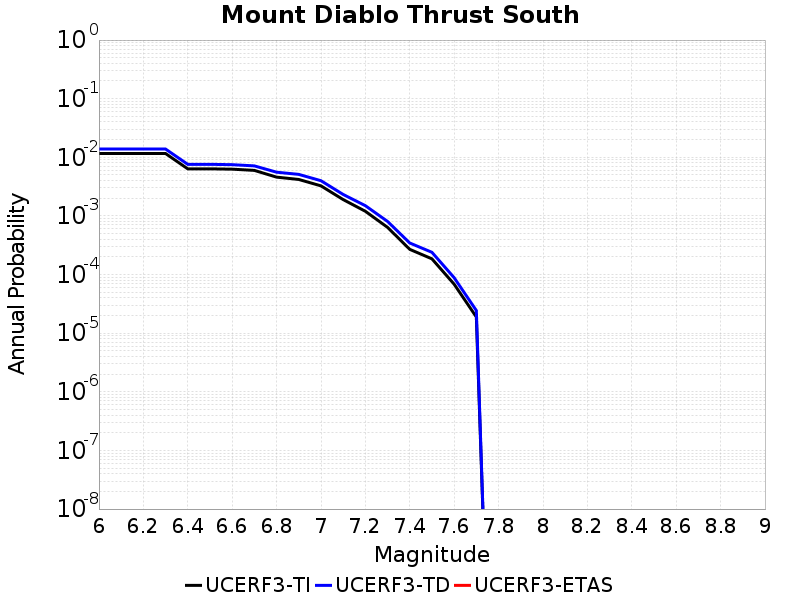 Mount Diablo Thrust South
Annual Probability
10^0
10^-1
10^-2
10^-3
10^-4
10^-5
10^-6
10^-7
10^-8
6 6.2 6.4 6.6 6.8 7 7.2 7.4 7.6 7.8 8 8.2 8.4 8.6 8.8 9
Magnitude
UCERF3-TI UCERF3-TD UCERF3-ETAS